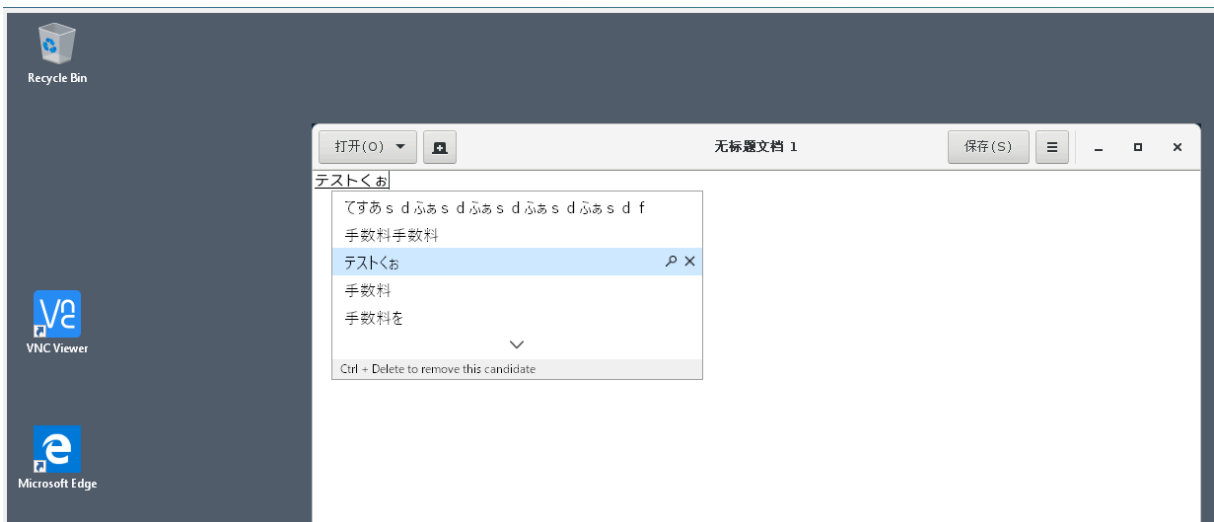 Recycle Bin
VNC Viewer
Microsoft Edge
打开(O)
无标题文档 1
保存(S)
テストくぉ
てすあｓｄふぁｓｄふぁｓｄふぁｓｄふぁｓｄｆ
手数料手数料
テストくぉ
手数料
手数料を
Ctrl + Delete to remove this candidate